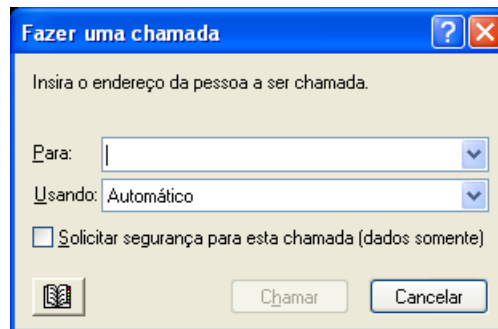 Fazer uma chamada
Insira o endereço da pessoa a ser chamada.
Para:
Usando: Automático
Solicitar segurança para esta chamada (dados somente)
Chamar Cancelar